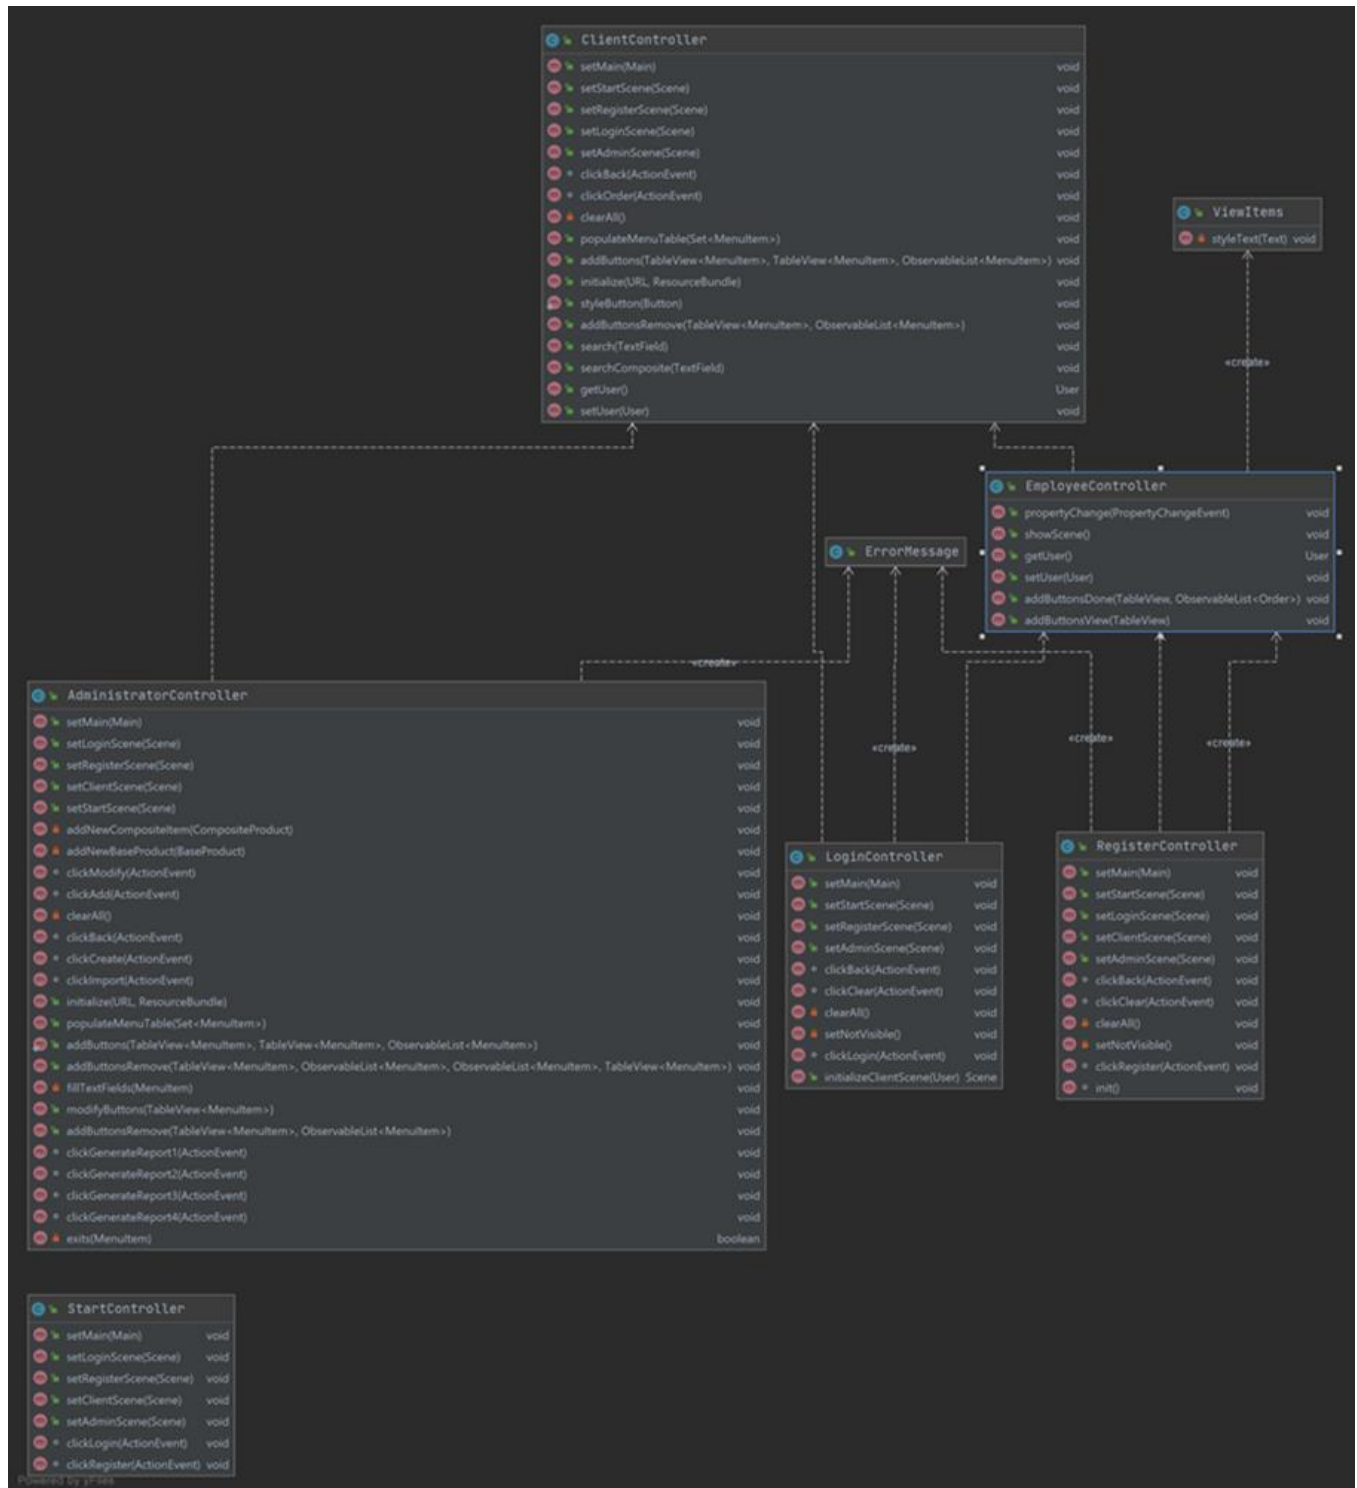 ClientController
setMain(Main) void
setStartScene(Scene) void
setRegisterScene(Scene) void
setLoginScene(Scene) void
setAdminScene(Scene) void
clickBack(ActionEvent) void
clickOrder(ActionEvent) void
clearAll() void
populateMenuTable(Set<MenuItem>) void
addButtons(TableView<MenuItem>, TableView<MenuItem>, ObservableList<MenuItem>) void
initialize(URL, ResourceBundle) void
styleButton(Button) void
addButtonsRemove(TableView<MenuItem>, ObservableList<MenuItem>) void
search(TextField) void
searchComposite(TextField) void
getUser() User
setUser(User) void
ViewItems
styleText(Text) void
«create»
EmployeeController
propertyChange(PropertyChangeEvent) void
showScene() void
getUser() User
setUser(User) void
addButtonsDone(TableView, ObservableList<Order>) void
addButtonsView(TableView) void
ErrorMessage
«create»
«create»
«create»
«create»
AdministratorController
setMain(Main) void
setLoginScene(Scene) void
setRegisterScene(Scene) void
setClientScene(Scene) void
setStartScene(Scene) void
addNewCompositeItem(CompositeProduct) void
addNewBaseProduct(BaseProduct) void
clickModify(ActionEvent) void
clickAdd(ActionEvent) void
clearAll() void
clickBack(ActionEvent) void
clickCreate(ActionEvent) void
clickImport(ActionEvent) void
initialize(URL, ResourceBundle) void
populateMenuTable(Set<MenuItem>) void
addButtons(TableView<MenuItem>, TableView<MenuItem>, ObservableList<MenuItem>) void
addButtonsRemove(TableView<MenuItem>, ObservableList<MenuItem>, ObservableList<MenuItem>, TableView<MenuItem>) void
fillTextFields(MenuItem) void
modifyButtons(TableView<MenuItem>) void
addButtonsRemove(TableView<MenuItem>, ObservableList<MenuItem>) void
clickGenerateReport1(ActionEvent) void
clickGenerateReport2(ActionEvent) void
clickGenerateReport3(ActionEvent) void
clickGenerateReport4(ActionEvent) void
exits(MenuItem) boolean
LoginController
setMain(Main) void
setStartScene(Scene) void
setRegisterScene(Scene) void
setAdminScene(Scene) void
clickBack(ActionEvent) void
clickClear(ActionEvent) void
clearAll() void
setNotVisible() void
clickLogin(ActionEvent) void
initializeClientScene(User) Scene
RegisterController
setMain(Main) void
setStartScene(Scene) void
setLoginScene(Scene) void
setClientScene(Scene) void
setAdminScene(Scene) void
clickBack(ActionEvent) void
clickClear(ActionEvent) void
clearAll() void
setNotVisible() void
clickRegister(ActionEvent) void
init() void
StartController
setMain(Main) void
setLoginScene(Scene) void
setRegisterScene(Scene) void
setClientScene(Scene) void
setAdminScene(Scene) void
clickLogin(ActionEvent) void
clickRegister(ActionEvent) void
Powered by yFiles